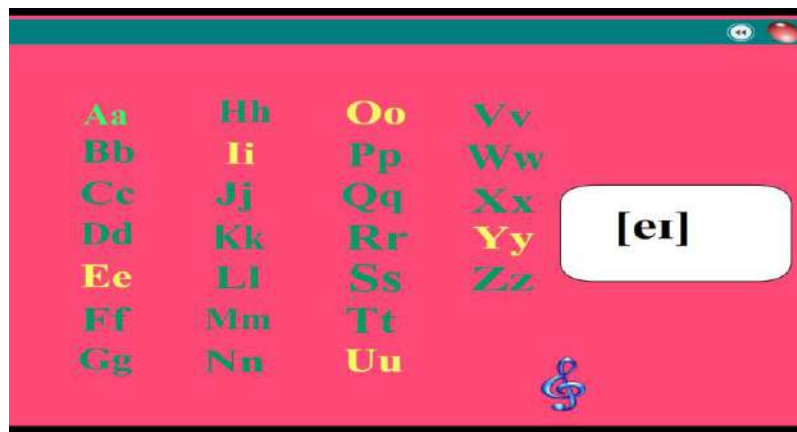 Aa
Bb
Cc
Dd
Ee
Ff
Gg
Hh
Ii
Jj
Kk
Ll
Mm
Nn
Oo
Pp
Qq
Rr
Ss
Tt
Uu
Vv
Ww
Xx
Yy
Zz
[eɪ]